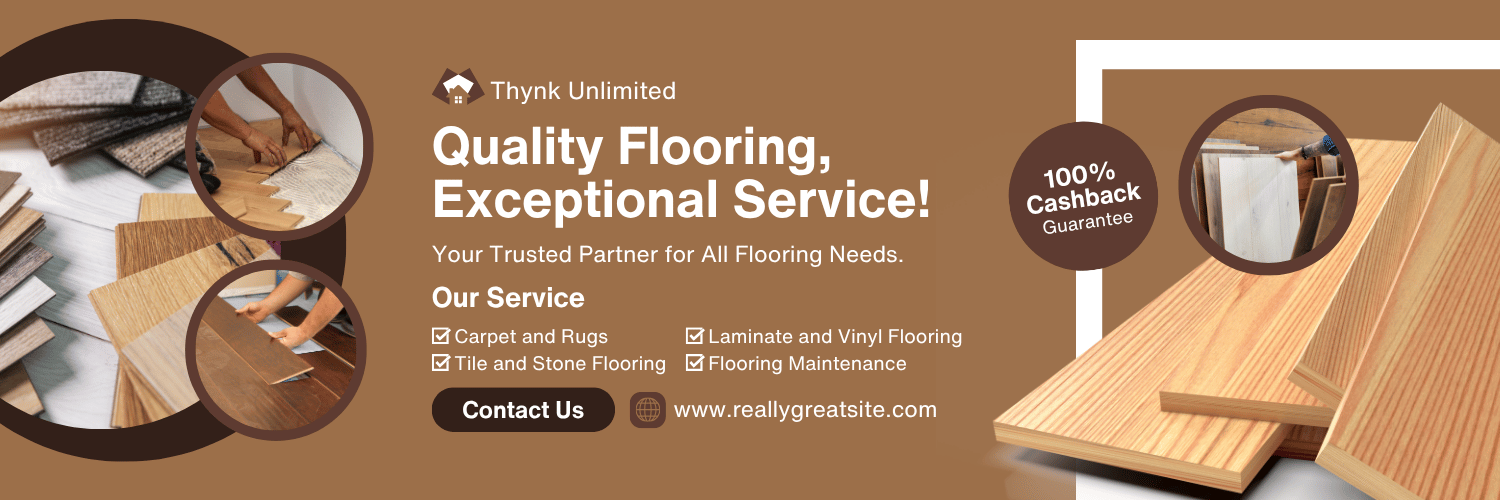 Thynk Unlimited
Quality Flooring,
Exceptional Service!
Your Trusted Partner for All Flooring Needs.
Our Service
Carpet and Rugs
Tile and Stone Flooring
Laminate and Vinyl Flooring
Flooring Maintenance
Contact Us
www.reallygreatsite.com
100%
Cashback
Guarantee